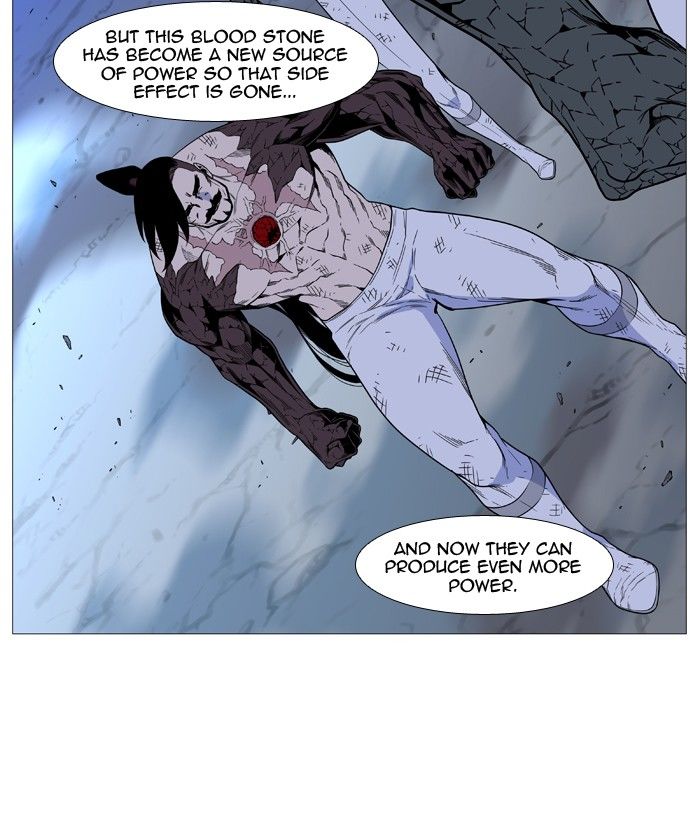 BUT THIS BLOOD STONE
HAS BECOME A NEW SOURCE
OF POWER SO THAT SIDE
EFFECT IS GONE...
AND NOW THEY CAN
PRODUCE EVEN MORE
POWER.